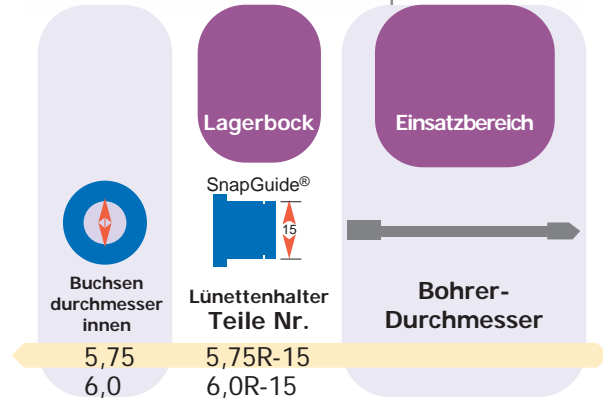 Lagerbock
Einsatzbereich
SnapGuide®
15
Buchsen
durchmesser
innen
Lünettenhalter
Teile Nr.
Bohrer-
Durchmesser
5,75 5,75R-15
6,0 6,0R-15